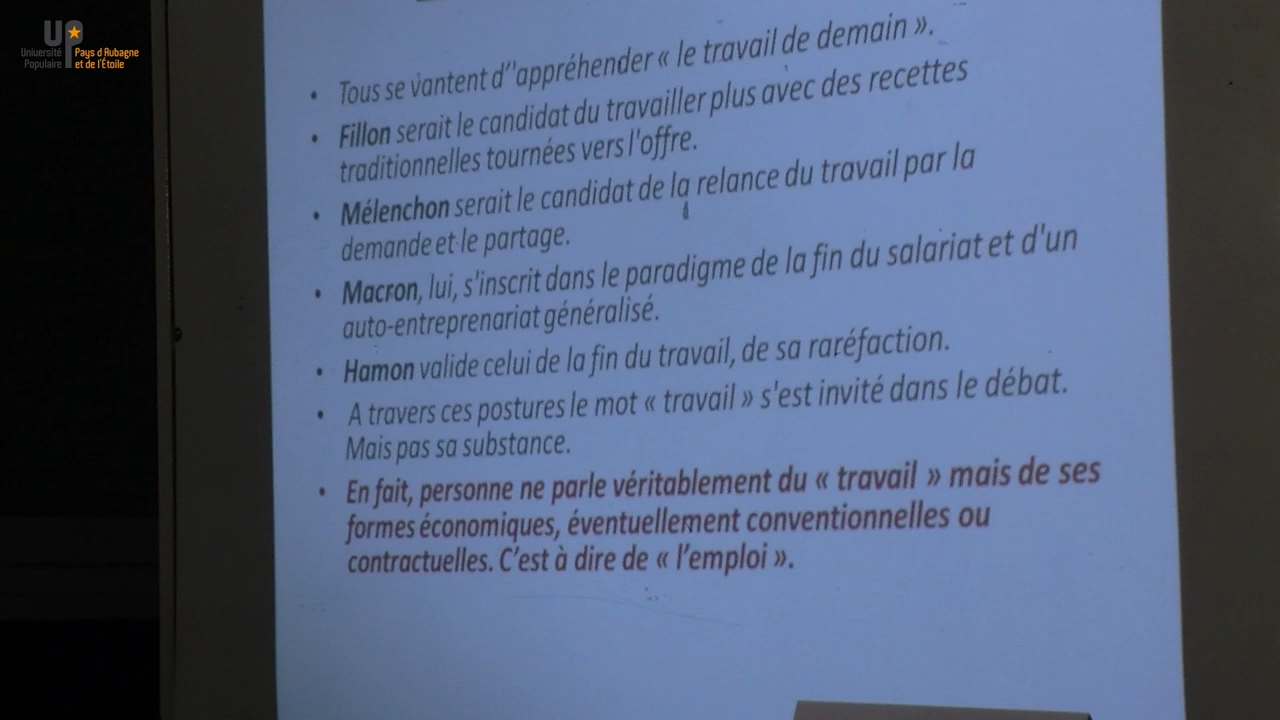 UP
Université
Populaire
Pays d'Aubagne
et de l'Étoile
• Tous se vantent d''appréhender « le travail de demain ».
• Fillon serait le candidat du travailler plus avec des recettes
traditionnelles tournées vers l'offre.
• Mélenchon serait le candidat de la relance du travail par la
demande et le partage.
• Macron, lui, s'inscrit dans le paradigme de la fin du salariat et d'un
auto-entreprenariat généralisé.
• Hamon valide celui de la fin du travail, de sa raréfaction.
• A travers ces postures le mot « travail » s'est invité dans le débat.
Mais pas sa substance.
• En fait, personne ne parle véritablement du « travail » mais de ses
formes économiques, éventuellement conventionnelles ou
contractuelles. C’est à dire de « l’emploi ».